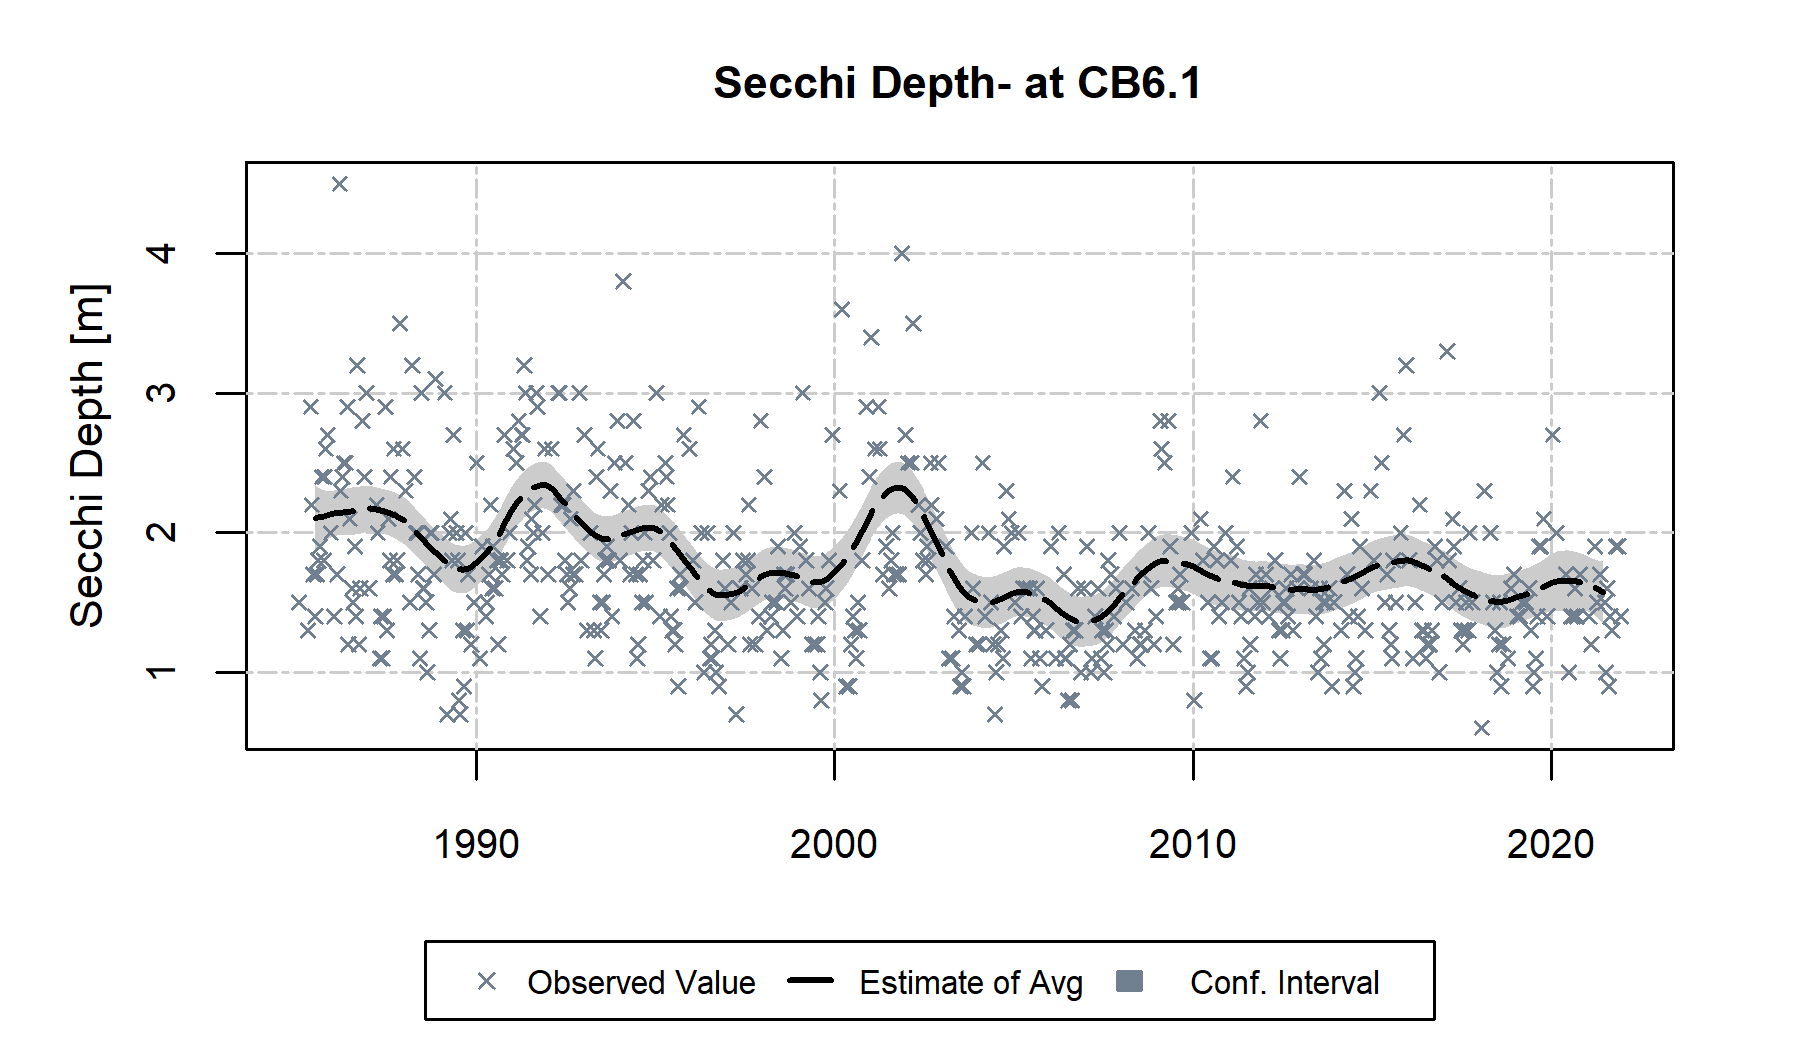 Secchi Depth- at CB6.1
Secchi Depth [m]
4
3
2
1
1990 2000 2010 2020
Observed Value Estimate of Avg Conf. Interval